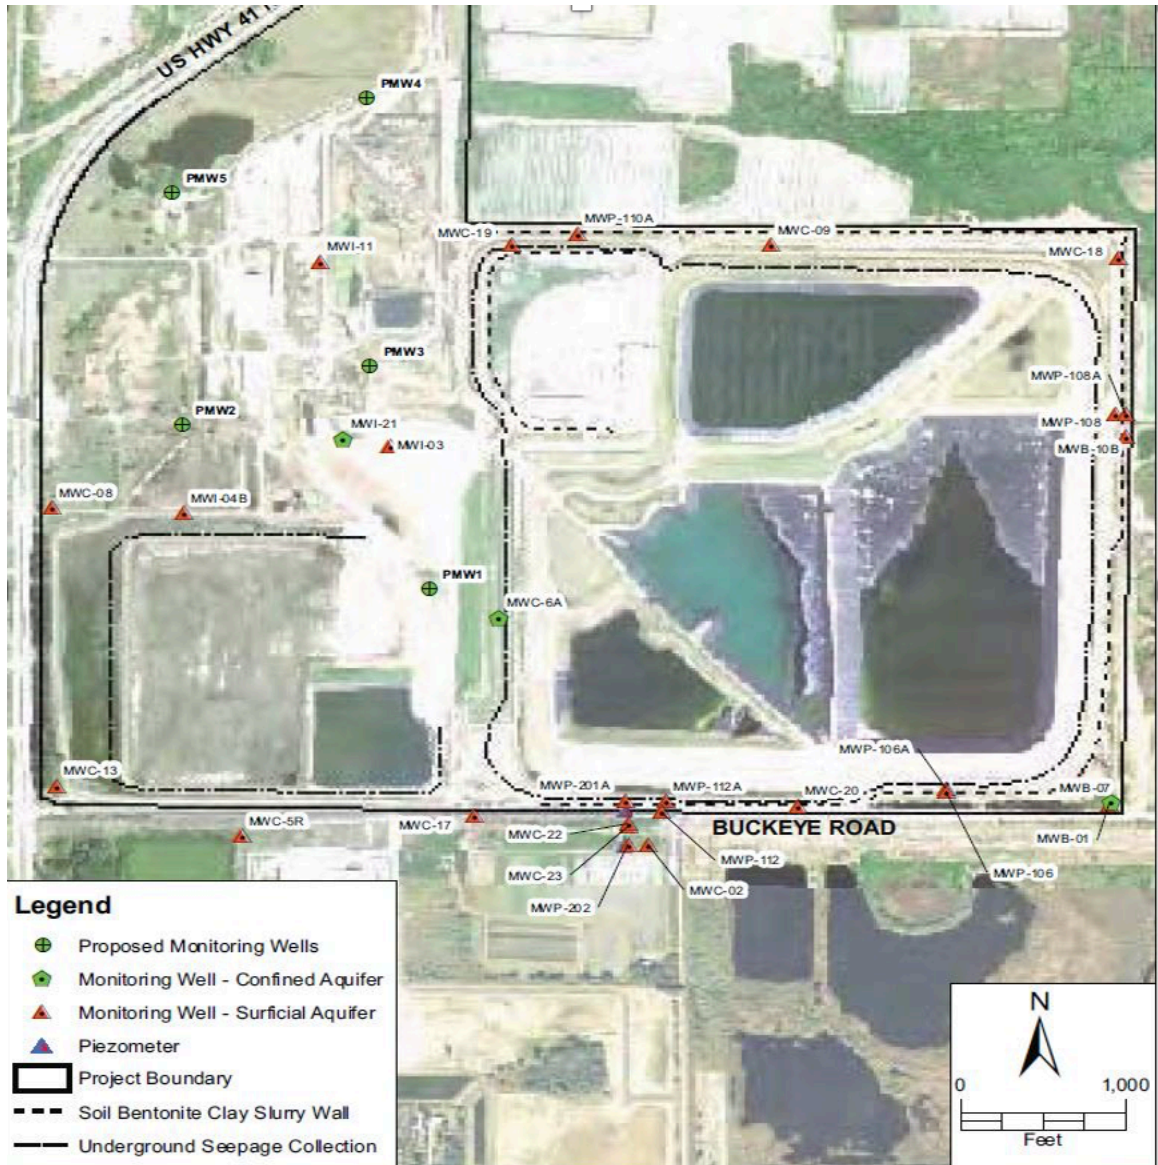 US HWY 41
PMW4
PMW5
MWP-110A
MWC-19
MWC-09
MWI-11
MWC-18
PMW3
MWP-108A
PMW2
MWI-21
MWP-108
MWI-03
MWB-10B
MWC-08
MWI-04B
PMW1
MWC-6A
MWP-106A
MWC-13
MWP-201A
MWP-112A
MWC-20
MWB-07
MWC-5R
MWC-17
MWC-22
BUCKEYE ROAD
MWB-01
MWP-112
MWC-23
MWC-02
MWP-106
MWP-202
Legend
Proposed Monitoring Wells
Monitoring Well - Confined Aquifer
Monitoring Well - Surficial Aquifer
Piezometer
Project Boundary
Soil Bentonite Clay Slurry Wall
Underground Seepage Collection
N
0 1,000
Feet